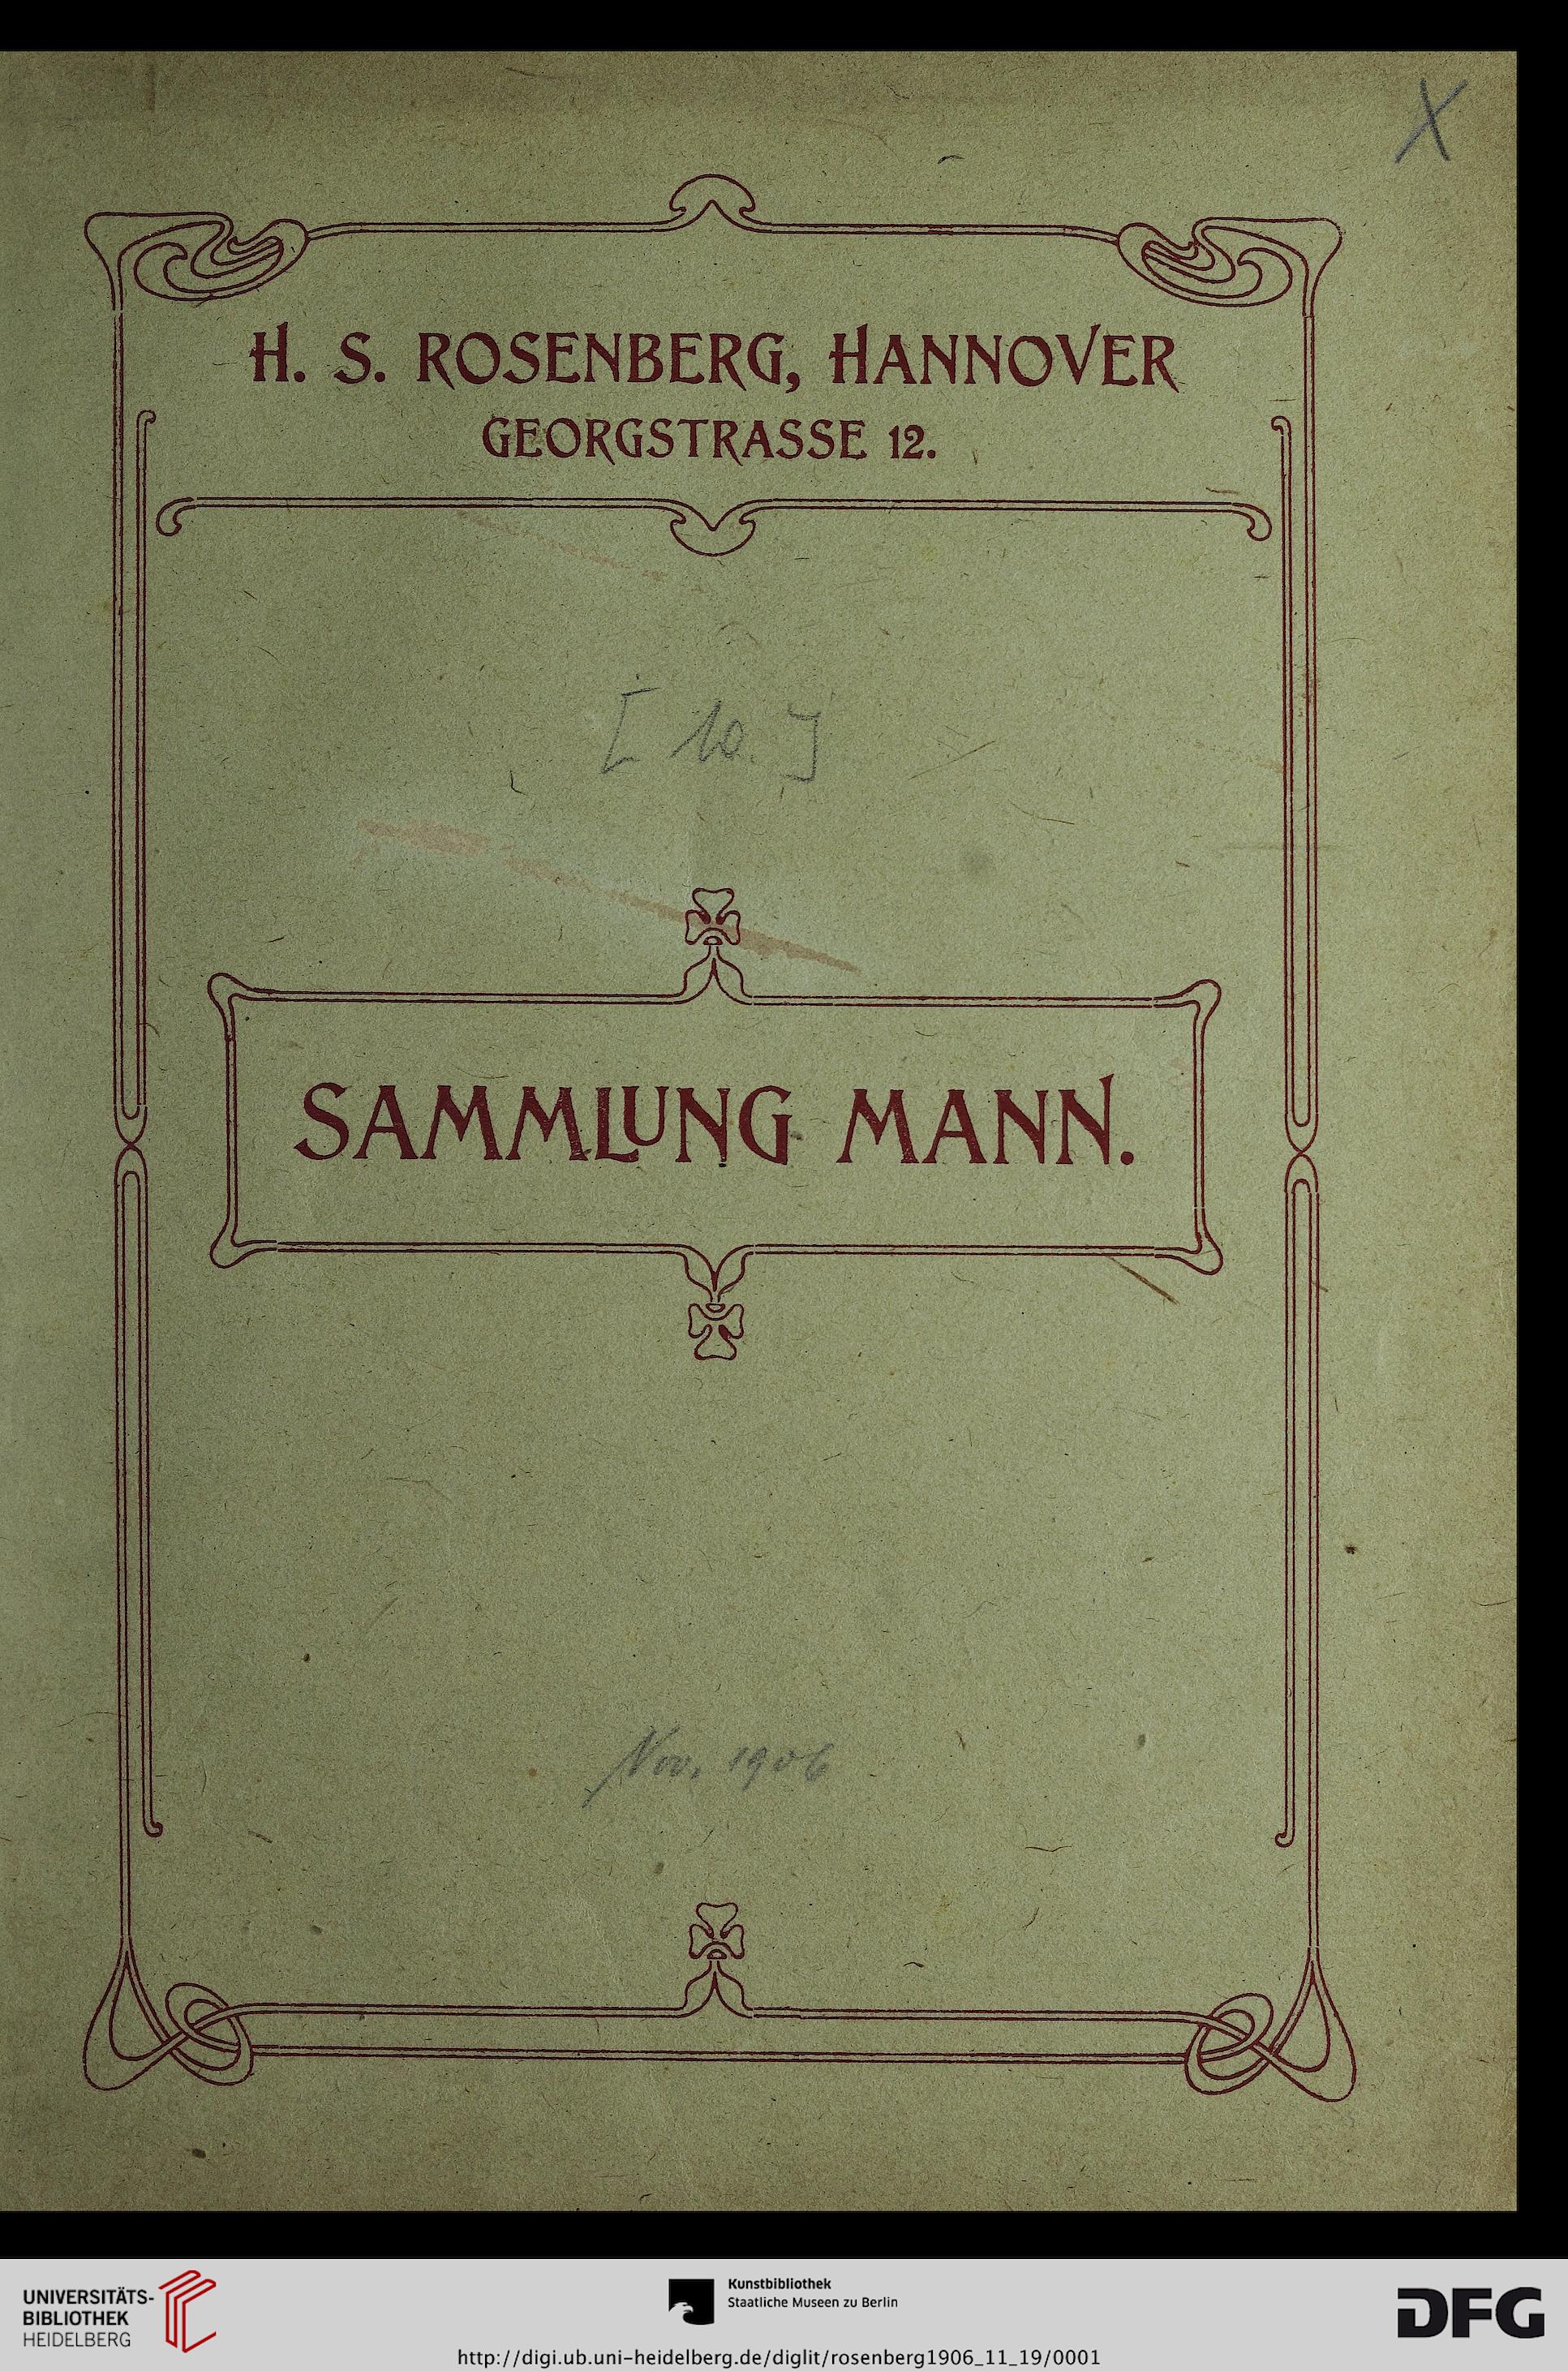 X
H. S. ROSENBERG, HANNOVER
GEORGSTRASSE 12.
SAMMLUNG MANN.
Nov. 1906
UNIVERSITÄTS-
BIBLIOTHEK
HEIDELBERG
Kunstbibliothek
Staatliche Museen zu Berlin
DFG
http://digi.ub.uni-heidelberg.de/diglit/rosenberg1906_11_19/0001